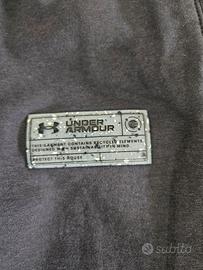 UNDER
ARMOUR
THIS GARMENT CONTAINS RECYCLED ELEMENTS,
DESIGNED WITH SUSTAINABILITY IN MIND.
PROTECT THIS HOUSE
subito